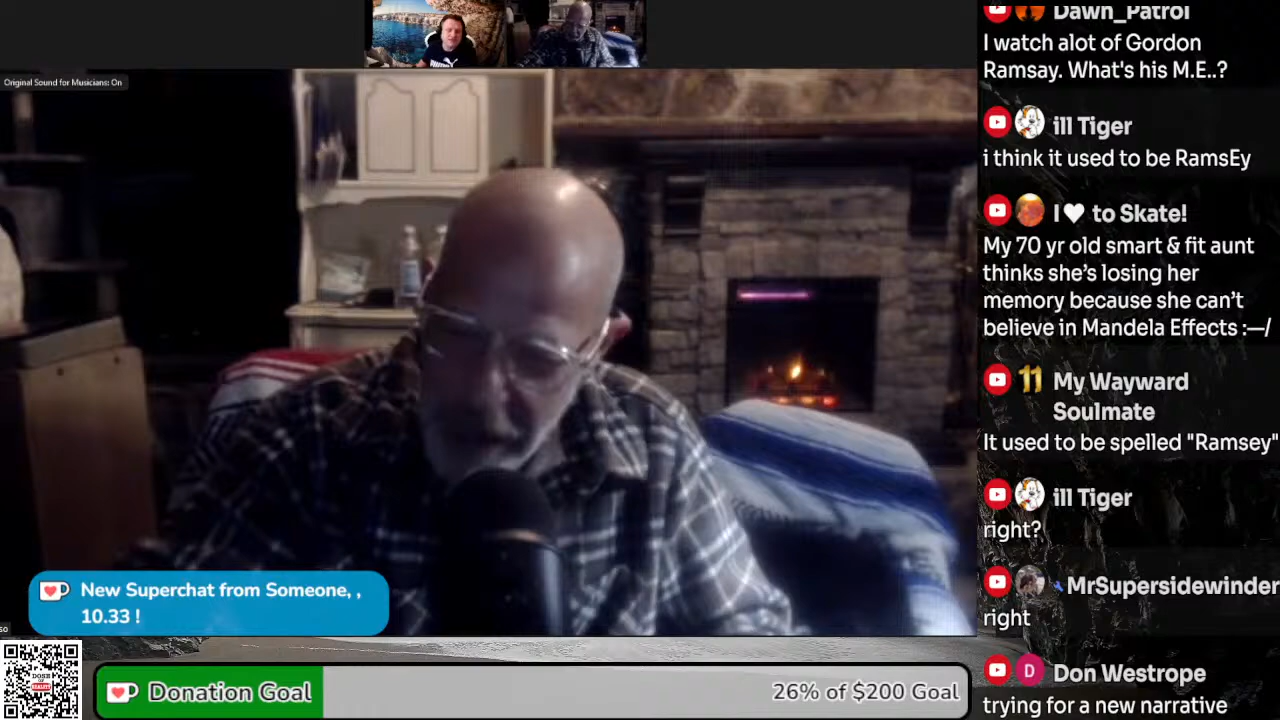 Original Sound for Musicians: On
Dawn_Patrol
I watch alot of Gordon
Ramsay. What's his M.E..?
ill Tiger
i think it used to be RamsEy
I🤍 to Skate!
My 70 yr old smart & fit aunt
thinks she's losing her
memory because she can't
believe in Mandela Effects :—/
My Wayward
Soulmate
It used to be spelled "Ramsey"
ill Tiger
right?
MrSupersidewinder
right
D Don Westrope
trying for a new narrative
New Superchat from Someone, ,
10.33 !
so
DOSE OF
Donation Goal
26% of $200 Goal